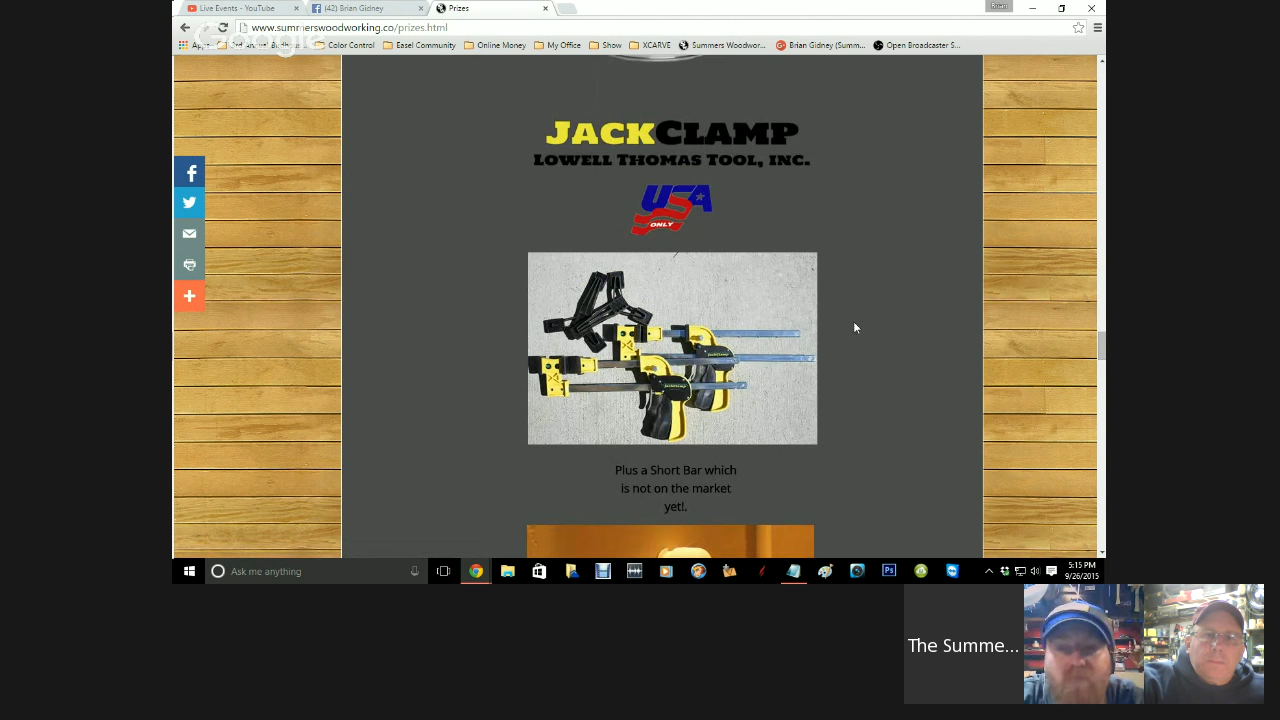 Live Events - YouTube
(42) Brian Gidney
Prizes
Brian
www.summerswoodworking.co/prizes.html
Google
Color Control
Easel Community
Online Money
My Office
Show
XCARVE
Summers Woodwor...
Brian Gidney (Summ...
Open Broadcaster S...
JACKCLAMP
LOWELL THOMAS TOOL, INC.
USA
ONLY
Plus a Short Bar which
is not on the market
yet!.
Ask me anything
5:15 PM
9/26/2015
The Summe...